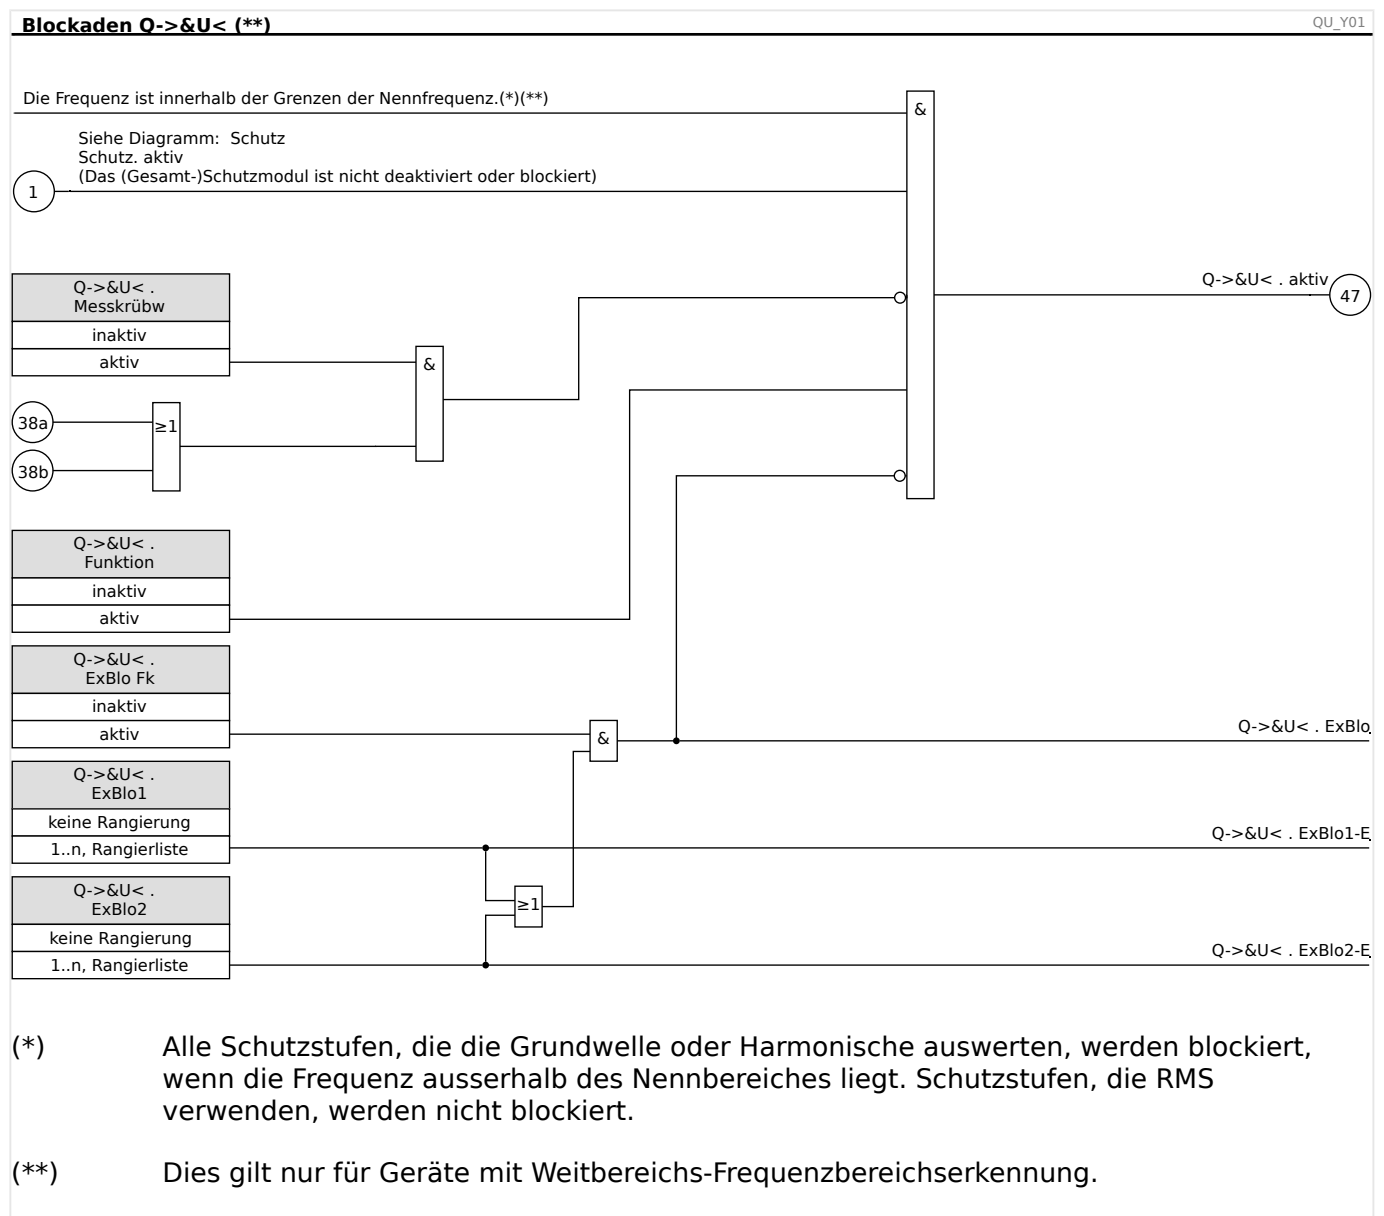 Blockaden Q->&U< (**)
QU_Y01
Die Frequenz ist innerhalb der Grenzen der Nennfrequenz.(*)(**)
&
Siehe Diagramm:  Schutz
Schutz. aktiv
(Das (Gesamt-)Schutzmodul ist nicht deaktiviert oder blockiert)
1
Q->&U< .
Messkrübw
inaktiv
aktiv
&
Q->&U< . aktiv
47
38a
≥1
38b
Q->&U< .
Funktion
inaktiv
aktiv
Q->&U< .
ExBlo Fk
inaktiv
aktiv
&
Q->&U< . ExBlo
Q->&U< .
ExBlo1
keine Rangierung
1..n, Rangierliste
Q->&U< . ExBlo1-E
Q->&U< .
ExBlo2
≥1
keine Rangierung
1..n, Rangierliste
Q->&U< . ExBlo2-E
(*) Alle Schutzstufen, die die Grundwelle oder Harmonische auswerten, werden blockiert,
wenn die Frequenz ausserhalb des Nennbereiches liegt. Schutzstufen, die RMS
verwenden, werden nicht blockiert.
(**) Dies gilt nur für Geräte mit Weitbereichs-Frequenzbereichserkennung.